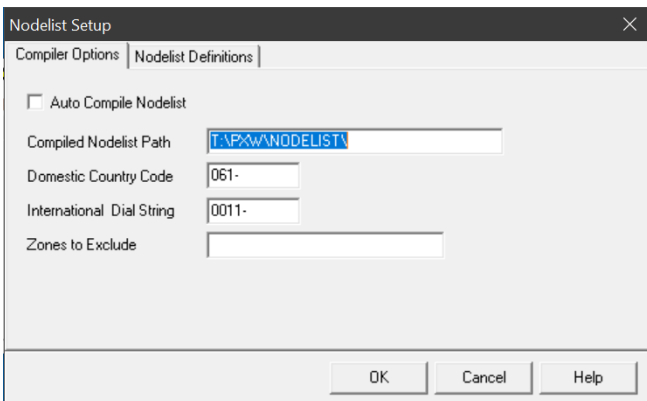 Nodelist Setup
Compiler Options Nodelist Definitions
Auto Compile Nodelist
Compiled Nodelist Path T:\PXW\NODELIST\
Domestic Country Code 061-
International Dial String 0011-
Zones to Exclude
OK Cancel Help